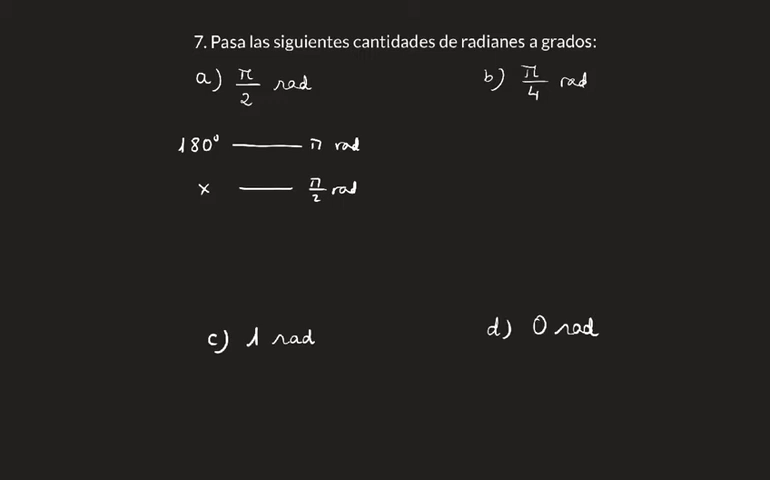 7. Pasa las siguientes cantidades de radianes a grados:
a) π/2 rad
b) π/4 rad
180° —— π rad
x —— π/2 rad
c) 1 rad
d) 0 rad